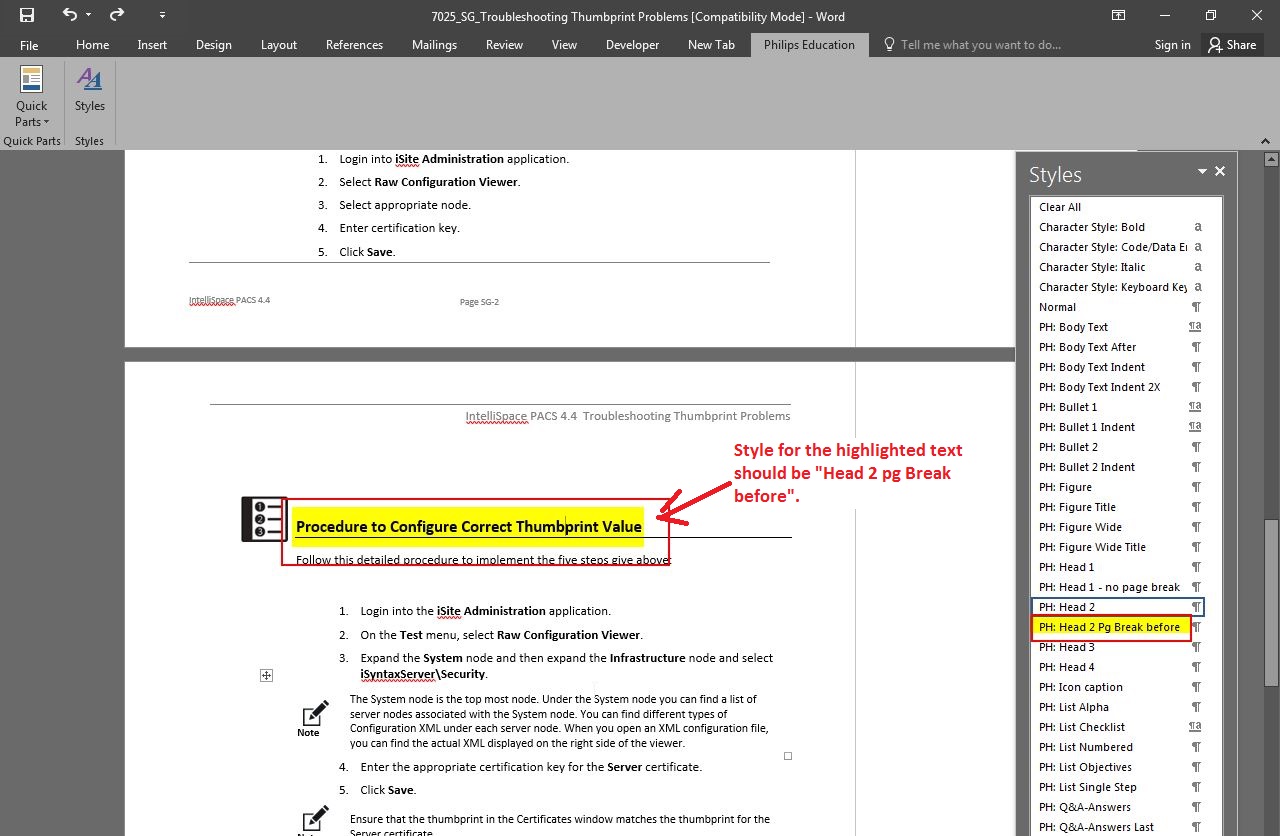 7025_SG_Troubleshooting Thumbprint Problems [Compatibility Mode] - Word
File Home Insert Design Layout References Mailings Review View Developer New Tab Philips Education Tell me what you want to do... Sign in Share
Quick Parts
Styles
Quick Parts Styles
1. Login into iSite Administration application.
2. Select Raw Configuration Viewer.
3. Select appropriate node.
4. Enter certification key.
5. Click Save.
IntelliSpace PACS 4.4 Page SG-2
IntelliSpace PACS 4.4 Troubleshooting Thumbprint Problems
Style for the highlighted text
should be "Head 2 pg Break
before".
1
2
3
Procedure to Configure Correct Thumbprint Value
Follow this detailed procedure to implement the five steps give above:
1. Login into the iSite Administration application.
2. On the Test menu, select Raw Configuration Viewer.
3. Expand the System node and then expand the Infrastructure node and select
iSyntaxServer\Security.
The System node is the top most node. Under the System node you can find a list of
server nodes associated with the System node. You can find different types of
Configuration XML under each server node. When you open an XML configuration file,
you can find the actual XML displayed on the right side of the viewer.
Note
4. Enter the appropriate certification key for the Server certificate.
5. Click Save.
Ensure that the thumbprint in the Certificates window matches the thumbprint for the
Server certificate.
Note
Styles
Clear All
Character Style: Bold a
Character Style: Code/Data Er a
Character Style: Italic a
Character Style: Keyboard Key a
Normal ¶
PH: Body Text ¶a
PH: Body Text After ¶
PH: Body Text Indent ¶
PH: Body Text Indent 2X ¶
PH: Bullet 1 ¶a
PH: Bullet 1 Indent ¶a
PH: Bullet 2 ¶
PH: Bullet 2 Indent ¶
PH: Figure ¶
PH: Figure Title ¶
PH: Figure Wide ¶
PH: Figure Wide Title ¶
PH: Head 1 ¶
PH: Head 1 - no page break ¶
PH: Head 2 ¶
PH: Head 2 Pg Break before ¶
PH: Head 3 ¶
PH: Head 4 ¶
PH: Icon caption ¶
PH: List Alpha ¶
PH: List Checklist ¶a
PH: List Numbered ¶
PH: List Objectives ¶
PH: List Single Step ¶
PH: Q&A-Answers ¶
PH: Q&A-Answers Last ¶